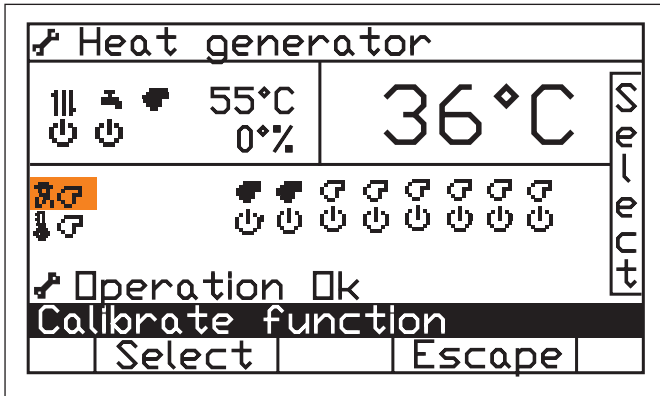 Heat generator
55°C
0°%
36°C
Select
Operation Ok
Calibrate function
Select Escape